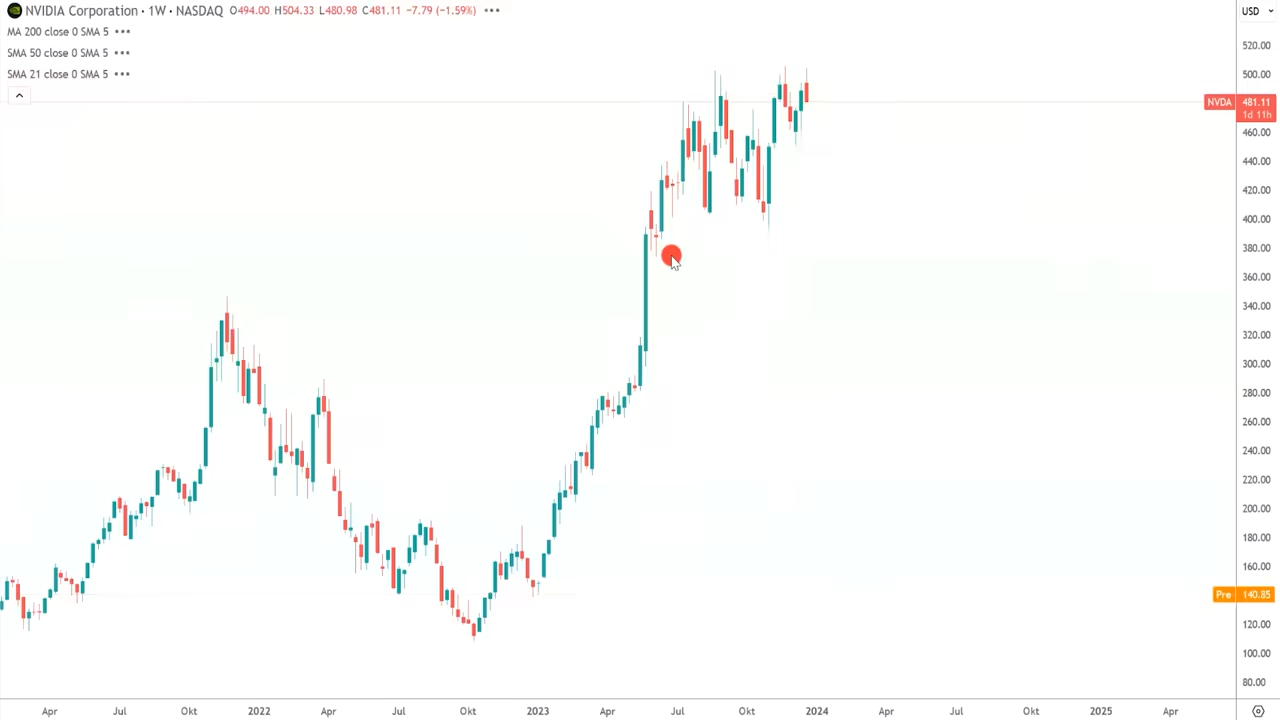 NVIDIA Corporation · 1W · NASDAQ O494.00 H504.33 L480.98 C481.11 −7.79 (−1.59%) •••
USD
MA 200 close 0 SMA 5 •••
SMA 50 close 0 SMA 5 •••
SMA 21 close 0 SMA 5 •••
520.00
500.00
NVDA 481.11
1d 11h
460.00
440.00
420.00
400.00
380.00
360.00
340.00
320.00
300.00
280.00
260.00
240.00
220.00
200.00
180.00
160.00
Pre 140.85
120.00
100.00
80.00
Apr Jul Okt 2022 Apr Jul Okt 2023 Apr Jul Okt 2024 Apr Jul Okt 2025 Apr